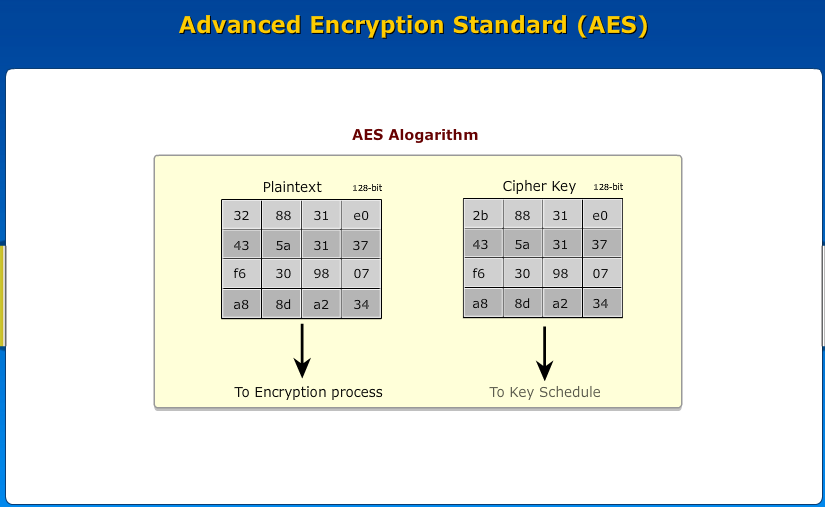 Advanced Encryption Standard (AES)
AES Alogarithm
Plaintext 128-bit
32 88 31 e0
43 5a 31 37
f6 30 98 07
a8 8d a2 34
To Encryption process
Cipher Key 128-bit
2b 88 31 e0
43 5a 31 37
f6 30 98 07
a8 8d a2 34
To Key Schedule